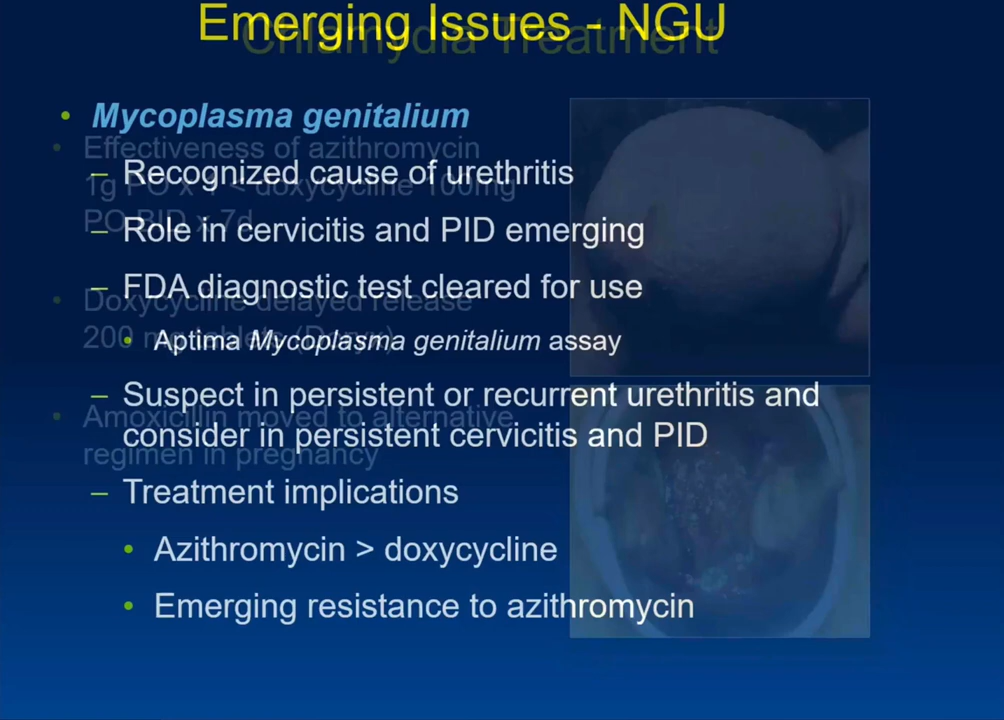 Emerging Issues - NGU
Chlamydia Treatment
• Mycoplasma genitalium
• Effectiveness of azithromycin
– Recognized cause of urethritis
1g PO x 1 < doxycycline 100mg
PO BID x 7d
– Role in cervicitis and PID emerging
– FDA diagnostic test cleared for use
• Doxycycline delayed release
200 mg tablets (Doryx)
• Aptima Mycoplasma genitalium assay
– Suspect in persistent or recurrent urethritis and
• Amoxicillin moved to alternative
consider in persistent cervicitis and PID
regimen in pregnancy
– Treatment implications
• Azithromycin > doxycycline
• Emerging resistance to azithromycin